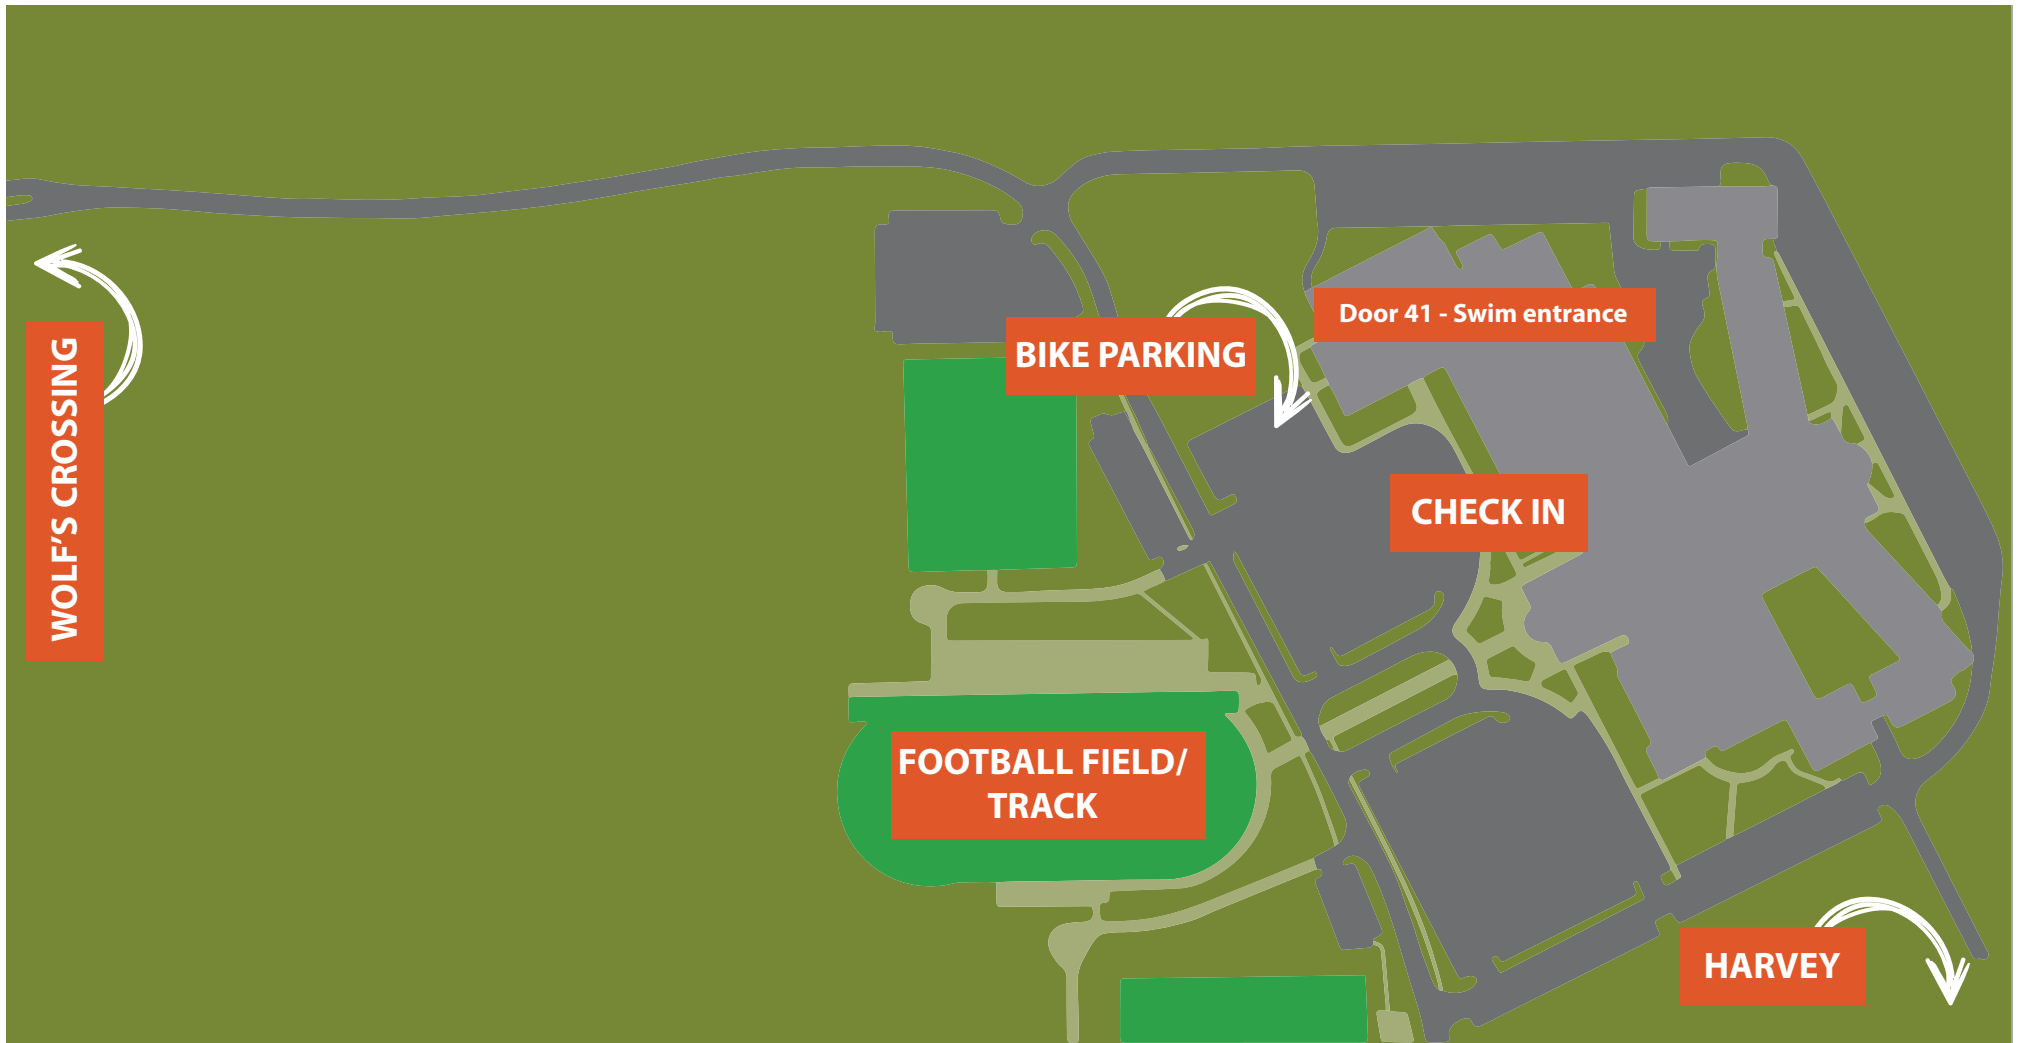 Door 41 - Swim entrance
BIKE PARKING
WOLF'S CROSSING
CHECK IN
FOOTBALL FIELD/
TRACK
HARVEY